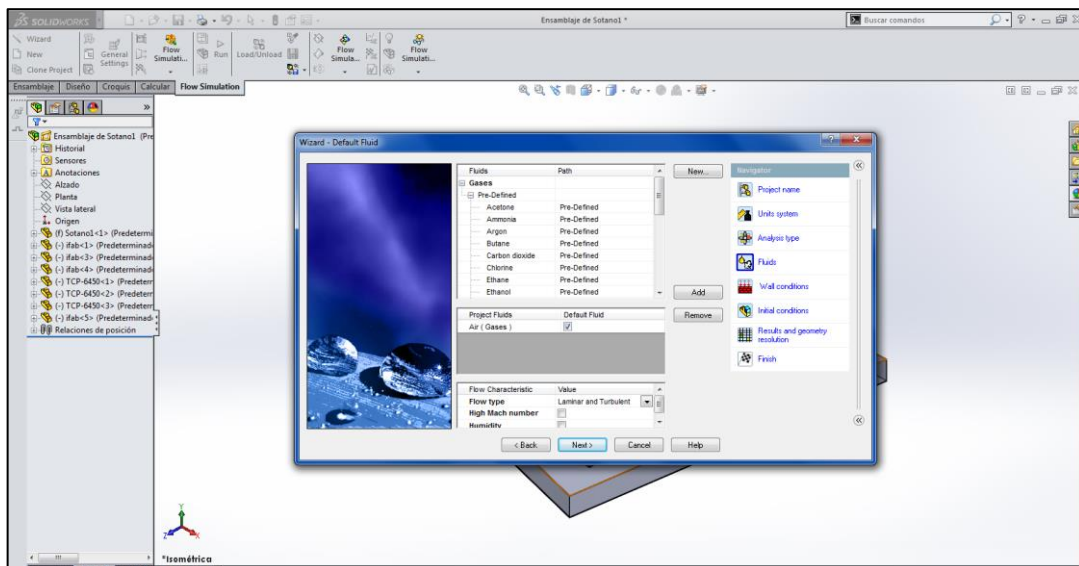 SOLIDWORKS
Ensamblaje de Sotano1 *
Buscar comandos
Wizard
New
Clone Project
General Settings
Flow Simulati...
Run
Load/Unload
Flow Simula...
Flow Simulati...
Ensamblaje
Diseño
Croquis
Calcular
Flow Simulation
Ensamblaje de Sotano1 (Pre
Historial
Sensores
Anotaciones
Alzado
Planta
Vista lateral
Origen
(f) Sotano1<1> (Predetermi
(-) ifab<1> (Predeterminado
(-) ifab<3> (Predeterminado
(-) ifab<4> (Predeterminado
(-) TCP-6450<1> (Predeterr
(-) TCP-6450<2> (Predeterr
(-) TCP-6450<3> (Predeterr
(-) ifab<5> (Predeterminado
Relaciones de posición
Wizard - Default Fluid
Fluids Path
Gases
Pre-Defined
Acetone Pre-Defined
Ammonia Pre-Defined
Argon Pre-Defined
Butane Pre-Defined
Carbon dioxide Pre-Defined
Chlorine Pre-Defined
Ethane Pre-Defined
Ethanol Pre-Defined
New...
Add
Project Fluids Default Fluid
Air ( Gases )
Remove
Flow Characteristic Value
Flow type Laminar and Turbulent
High Mach number
Humidity
Navigator
Project name
Units system
Analysis type
Fluids
Wall conditions
Initial conditions
Results and geometry
resolution
Finish
< Back
Next >
Cancel
Help
*Isométrica